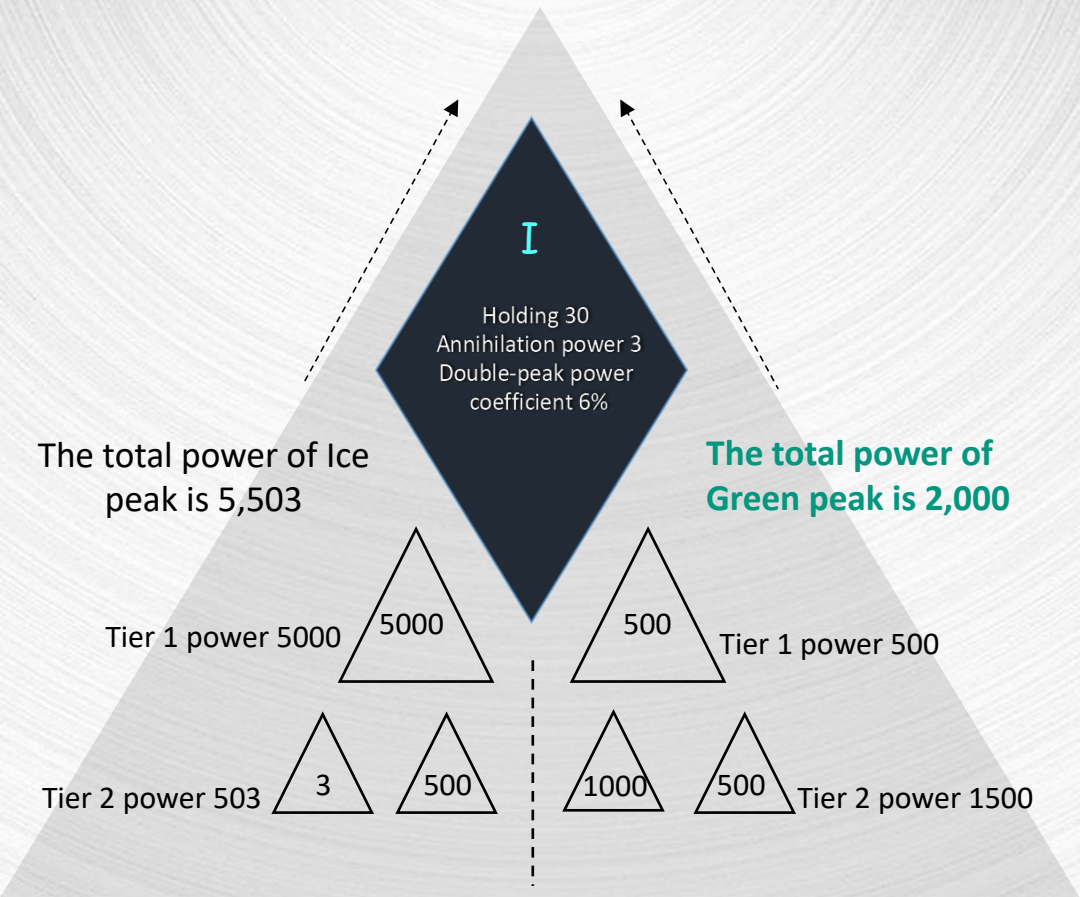 I
Holding 30
Annihilation power 3
Double-peak power
coefficient 6%
The total power of Ice
peak is 5,503
The total power of
Green peak is 2,000
Tier 1 power 5000
5000
500
Tier 1 power 500
Tier 2 power 503
3
500
1000
500
Tier 2 power 1500